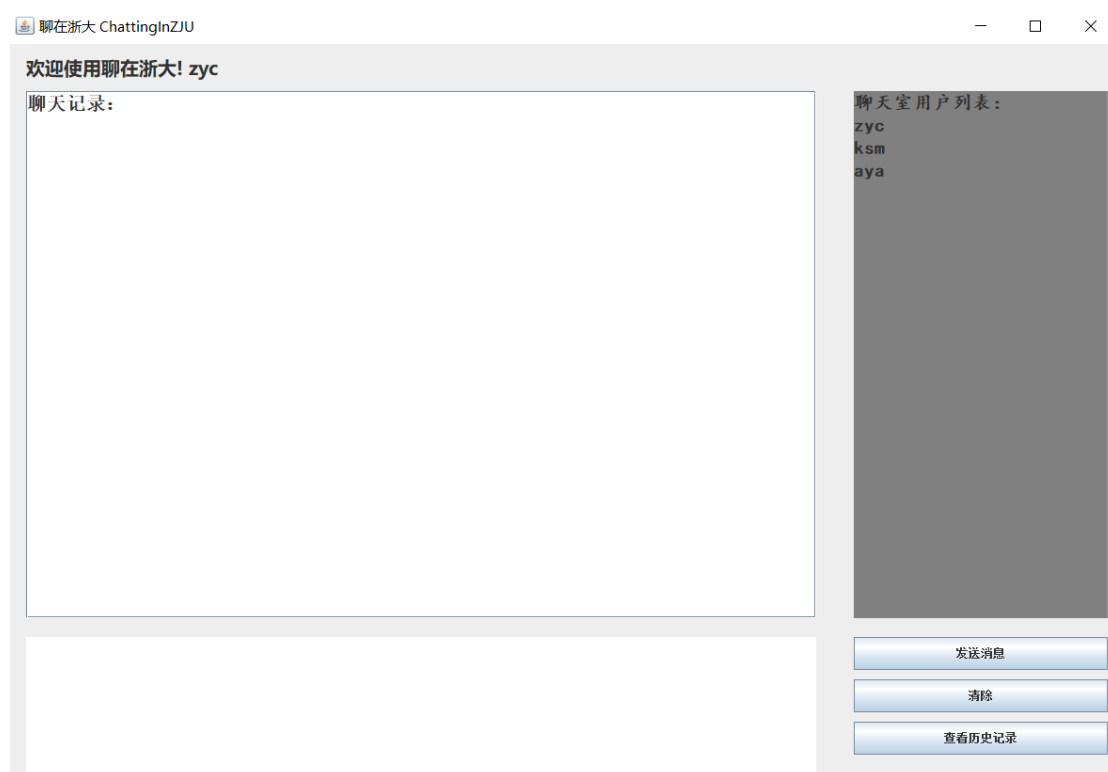 聊在浙大 ChattingInZJU
欢迎使用聊在浙大! zyc
聊天记录：
聊天室用户列表：
zyc
ksm
aya
发送消息
清除
查看历史记录